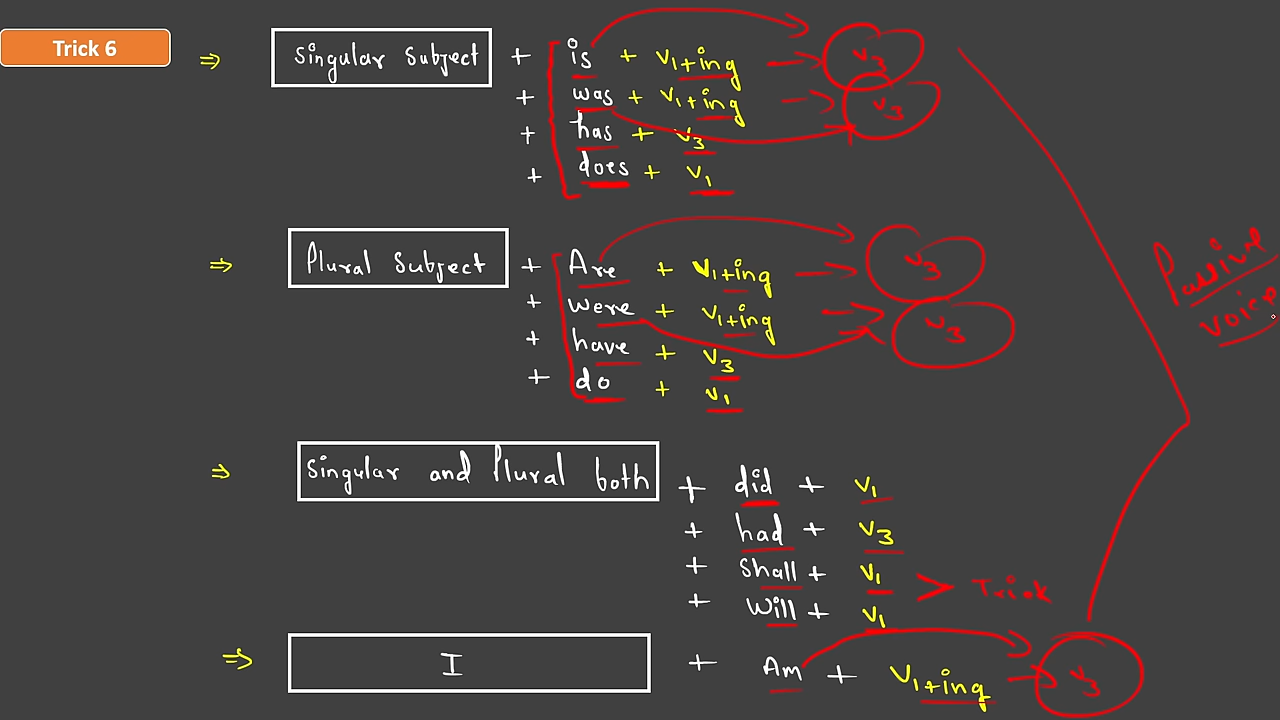 Trick 6
⇒ Singular Subject + is + V1+ing → V3
+ was + V1+ing → V3
+ has + V3
+ does + V1
⇒ Plural Subject + Are + V1+ing → V3
+ were + V1+ing → V3
+ have + V3
+ do + V1
Passive
voice
⇒ Singular and Plural both + did + V1
+ had + V3
+ Shall + V1
> Trick
+ Will + V1
⇒ I + Am + V1+ing → V3